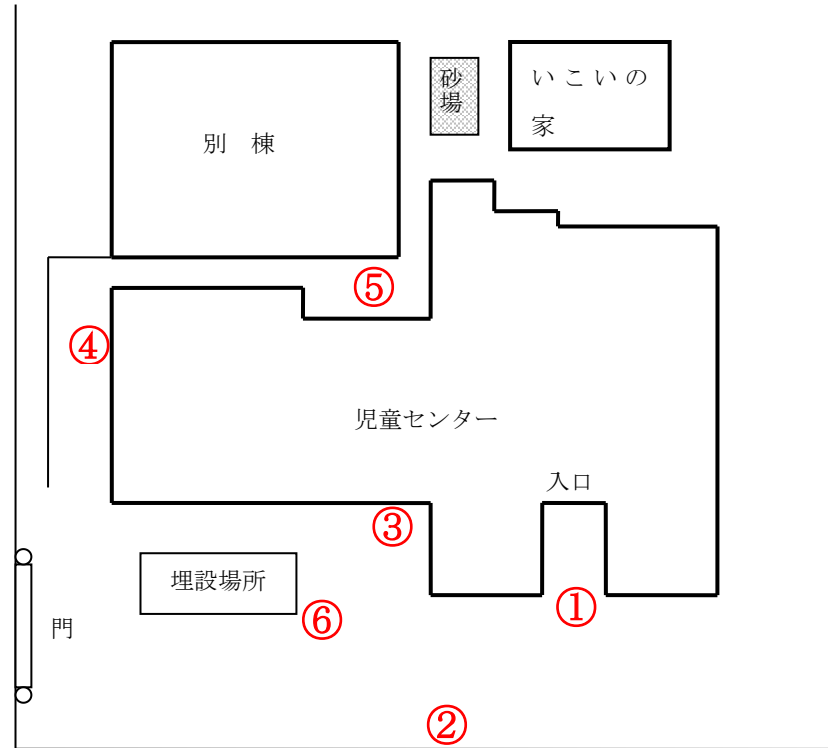 砂場
いこいの
家
別　棟
⑤
④
児童センター
入口
③
埋設場所
①
⑥
門
②